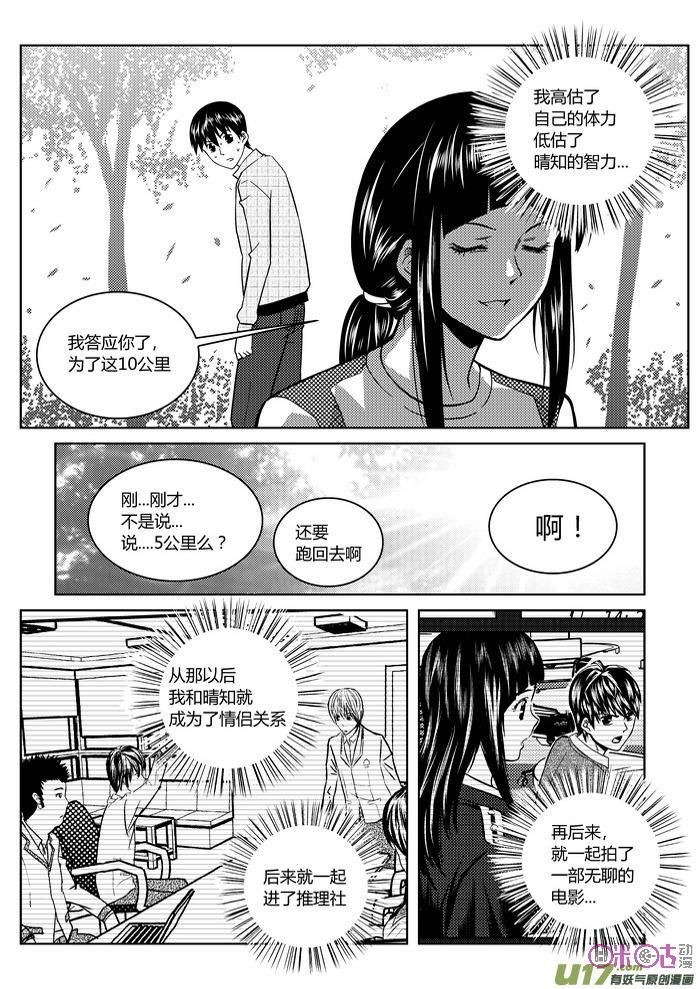 我高估了
自己的体力
低估了
晴知的智力...
我答应你了，
为了这10公里
刚...刚才...
不是说...
说....5公里么？
还要
跑回去啊
啊！
从那以后
我和晴知就
成为了情侣关系
后来就一起
进了推理社
再后来，
就一起拍了
一部无聊的
电影...
咪咕动漫
U17.
有妖气原创漫画